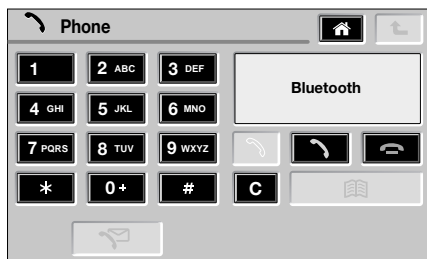 Phone
1 2 ABC 3 DEF
Bluetooth
4 GHI 5 JKL 6 MNO
7 PQRS 8 TUV 9 WXYZ
* 0+ # C